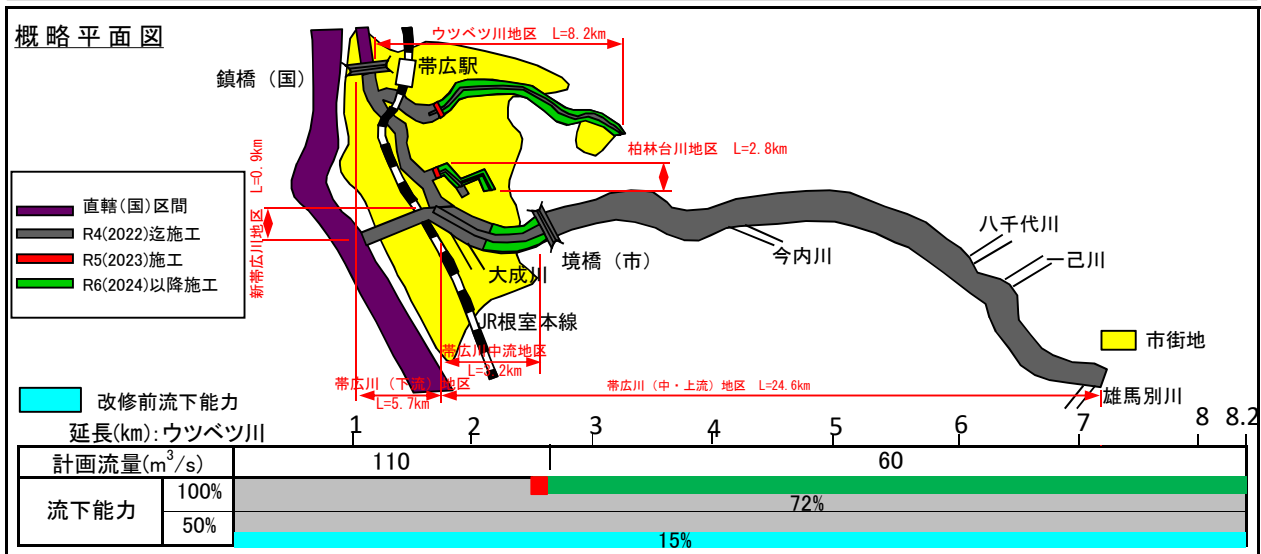 概略平面図
ウツベツ川地区 L=8.2km
鎮橋（国）
帯広駅
柏林台川地区 L=2.8km
L=0.9km
新帯広川地区
直轄(国)区間
R4(2022)迄施工
R5(2023)施工
R6(2024)以降施工
八千代川
境橋（市）
今内川
一己川
大成川
JR根室本線
市街地
帯広川中流地区
L=3.2km
帯広川（下流）地区
L=5.7km
帯広川（中・上流）地区 L=24.6km
雄馬別川
改修前流下能力
延長(km):ウツベツ川 1 2 3 4 5 6 7 8 8.2
計画流量(m³/s) 110 60
流下能力 100% 72%
50%
15%